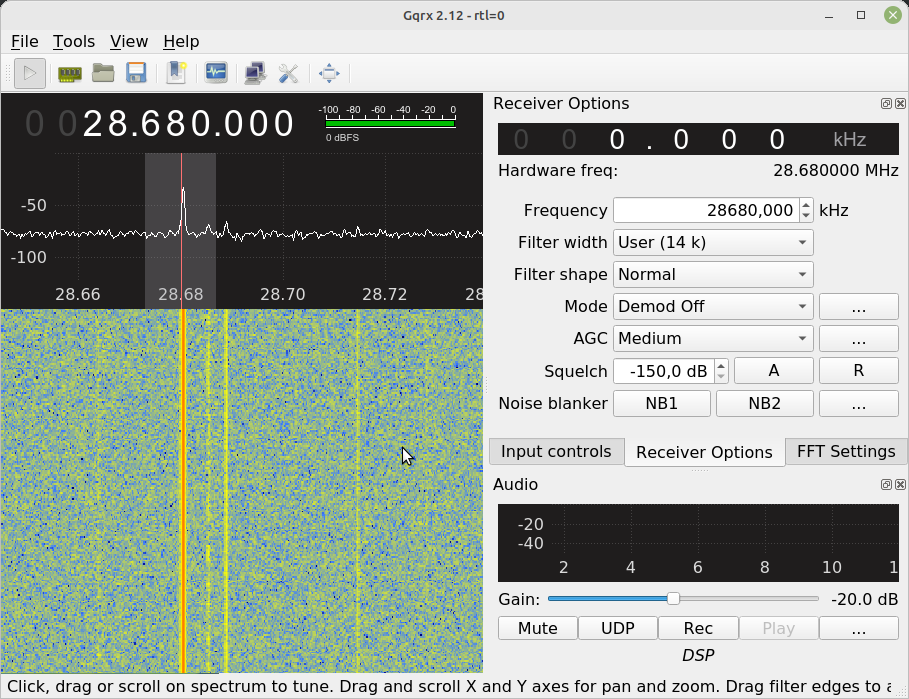 Gqrx 2.12 - rtl=0
File Tools View Help
0 028.680.000
-100 -80 -60 -40 -20 0
0 dBFS
-50
-100
28.66 28.68 28.70 28.72 28
Receiver Options
0 0 0 . 0 0 0 kHz
Hardware freq: 28.680000 MHz
Frequency 28680,000 kHz
Filter width User (14 k)
Filter shape Normal
Mode Demod Off ...
AGC Medium ...
Squelch -150,0 dB A R
Noise blanker NB1 NB2 ...
Input controls Receiver Options FFT Settings
Audio
-20
-40
2 4 6 8 10 1
Gain: -20.0 dB
Mute UDP Rec Play ...
DSP
Click, drag or scroll on spectrum to tune. Drag and scroll X and Y axes for pan and zoom. Drag filter edges to a